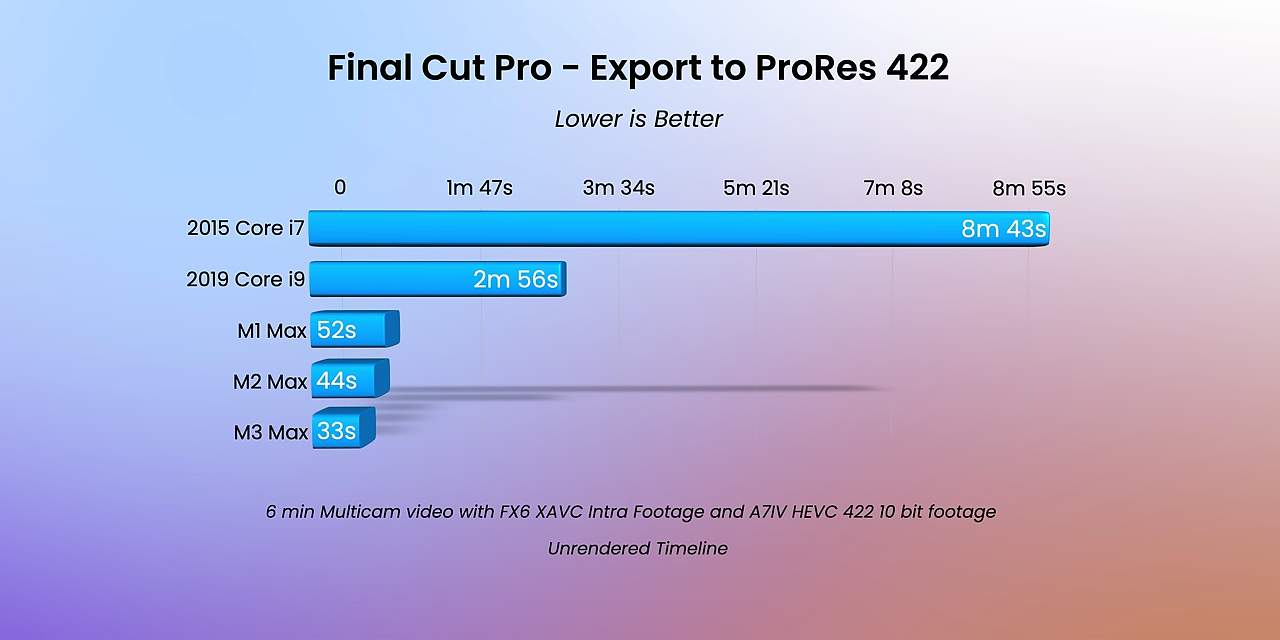 Final Cut Pro - Export to ProRes 422
Lower is Better
0 1m 47s 3m 34s 5m 21s 7m 8s 8m 55s
2015 Core i7 8m 43s
2019 Core i9 2m 56s
M1 Max 52s
M2 Max 44s
M3 Max 33s
6 min Multicam video with FX6 XAVC Intra Footage and A7IV HEVC 422 10 bit footage
Unrendered Timeline